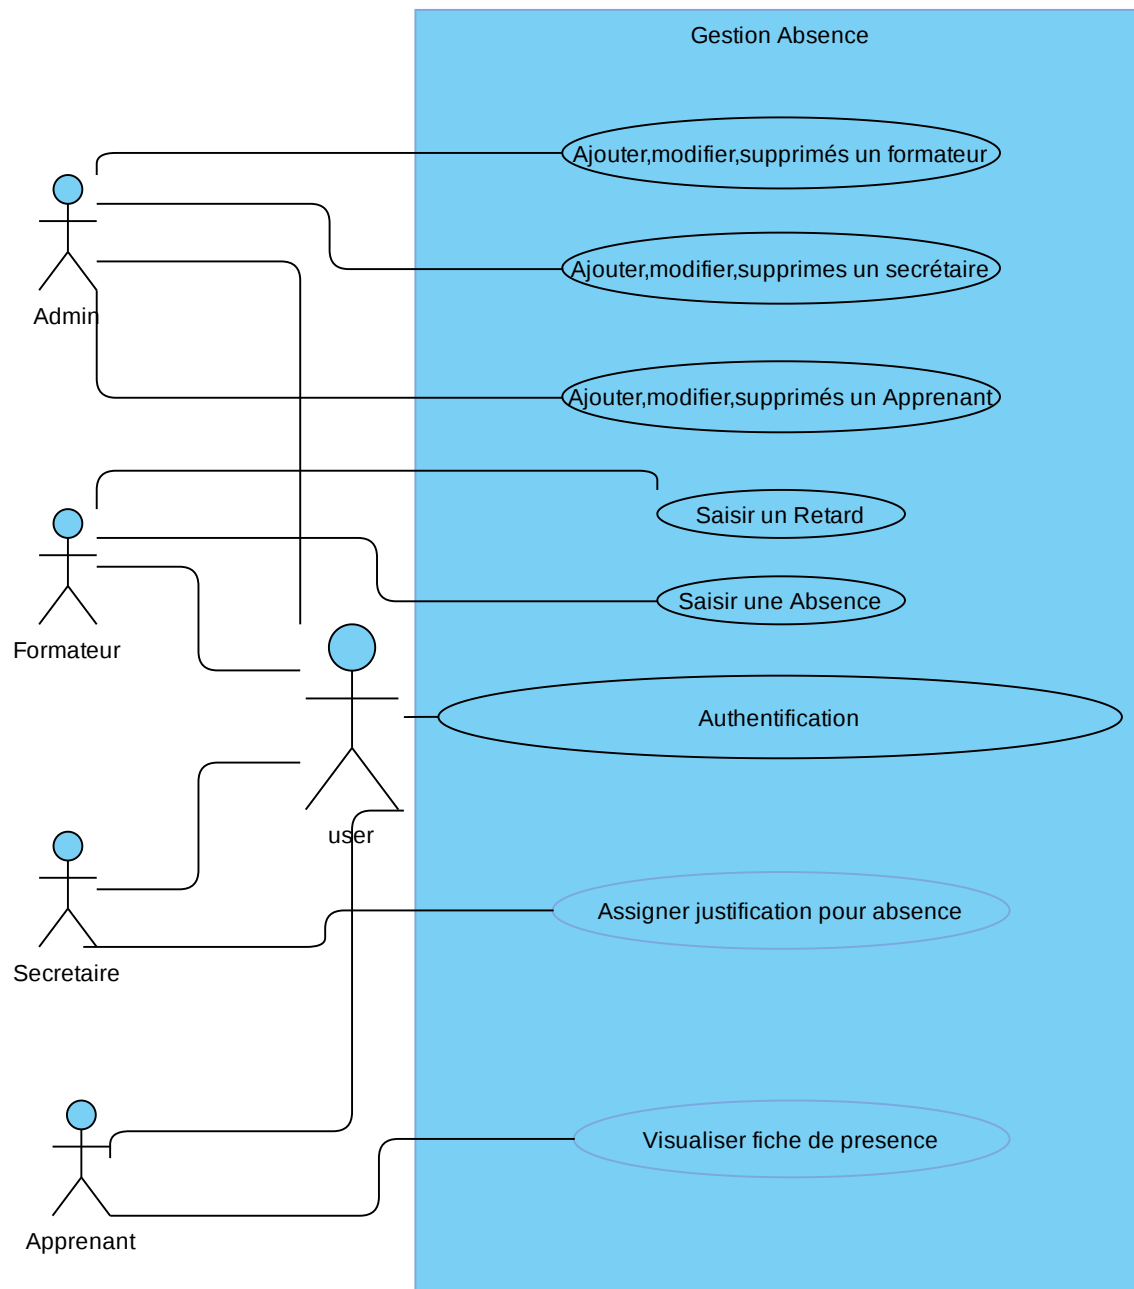 Gestion Absence
Ajouter,modifier,supprimés un formateur
Ajouter,modifier,supprimes un secrétaire
Admin
Ajouter,modifier,supprimés un Apprenant
Saisir un Retard
Saisir une Absence
Formateur
Authentification
user
Assigner justification pour absence
Secretaire
Visualiser fiche de presence
Apprenant